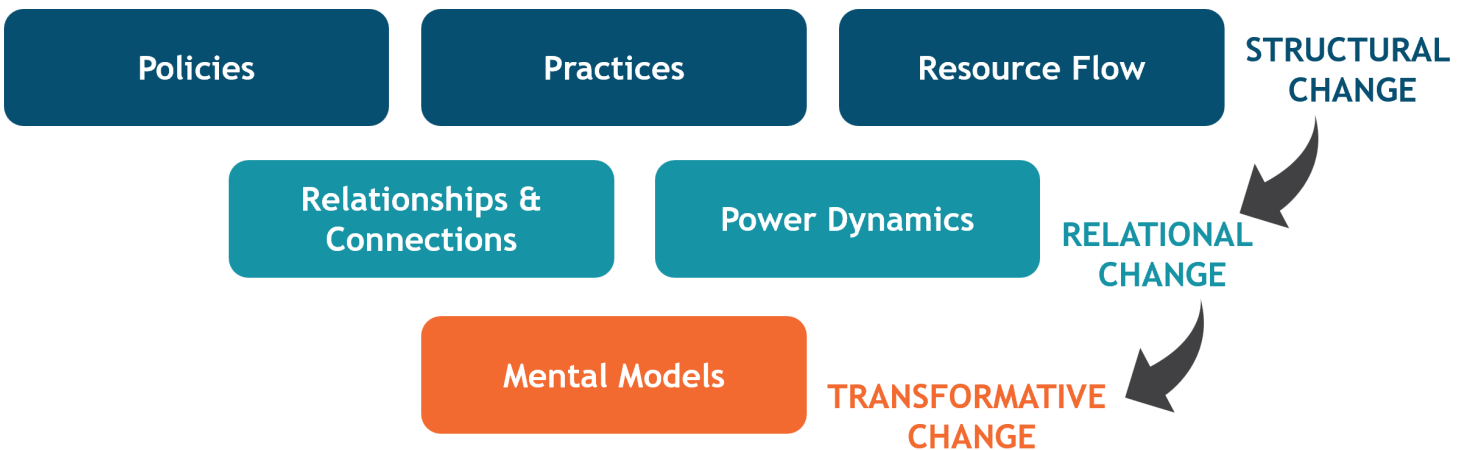 Policies
Practices
Resource Flow
STRUCTURAL
CHANGE
Relationships &
Connections
Power Dynamics
RELATIONAL
CHANGE
Mental Models
TRANSFORMATIVE
CHANGE